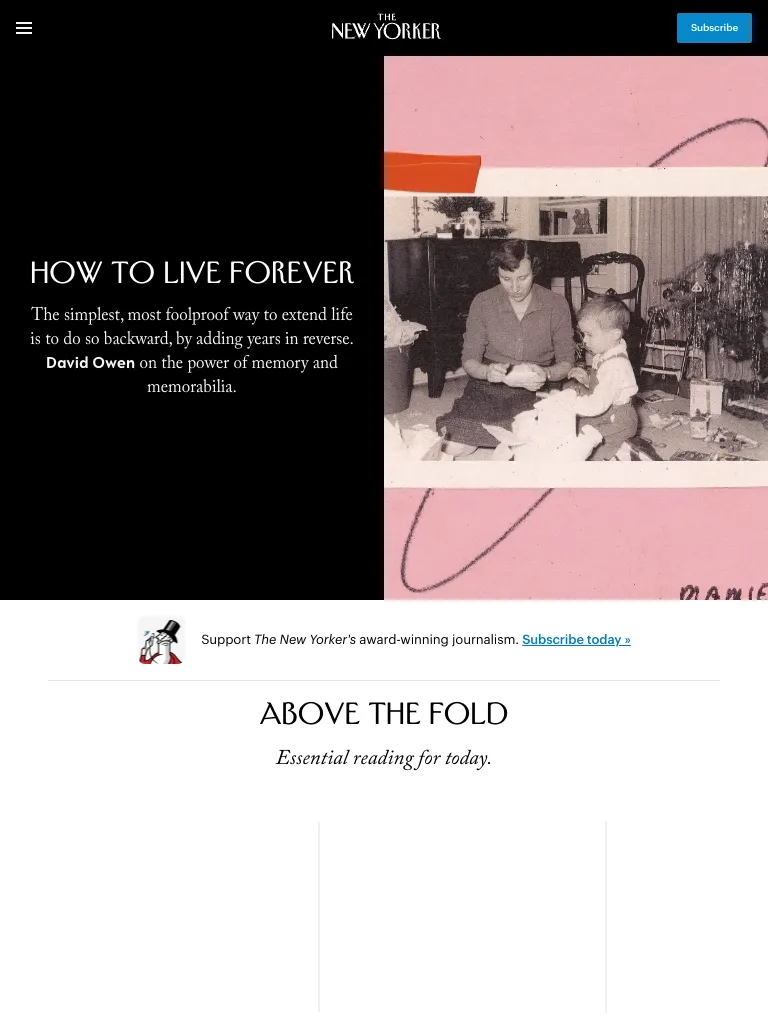 THE
NEW YORKER
Subscribe
HOW TO LIVE FOREVER
The simplest, most foolproof way to extend life
is to do so backward, by adding years in reverse.
David Owen on the power of memory and
memorabilia.
MAMIE
Support The New Yorker's award-winning journalism. Subscribe today »
ABOVE THE FOLD
Essential reading for today.